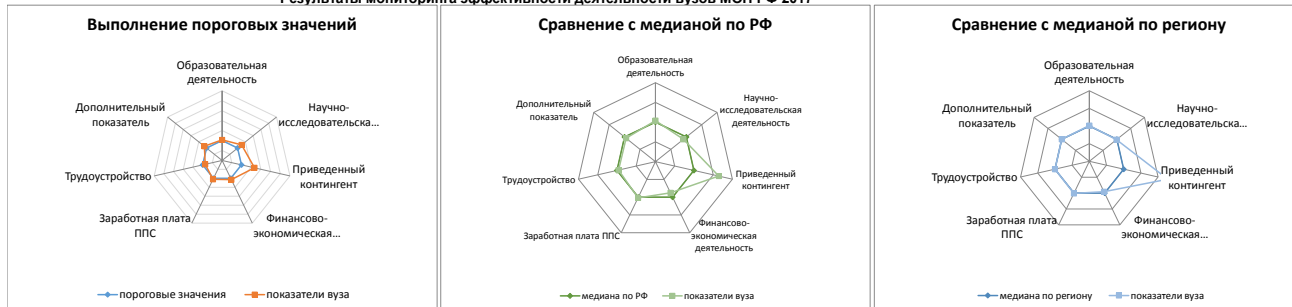 Результаты мониторинга эффективности деятельности вузов МОН РФ 2017
Выполнение пороговых значений
Образовательная
деятельность
Научно-
исследовательска...
Приведенный
контингент
Финансово-
экономическая...
Заработная плата
ППС
Трудоустройство
Дополнительный
показатель
пороговые значения
показатели вуза
Сравнение с медианой по РФ
Образовательная
деятельность
Научно-
исследовательская
деятельность
Приведенный
контингент
Финансово-
экономическая
деятельность
Заработная плата ППС
Трудоустройство
Дополнительный
показатель
медиана по РФ
показатели вуза
Сравнение с медианой по региону
Образовательная
деятельность
Научно-
исследовательска...
Приведенный
контингент
Финансово-
экономическая...
Заработная плата
ППС
Трудоустройство
Дополнительный
показатель
медиана по региону
показатели вуза